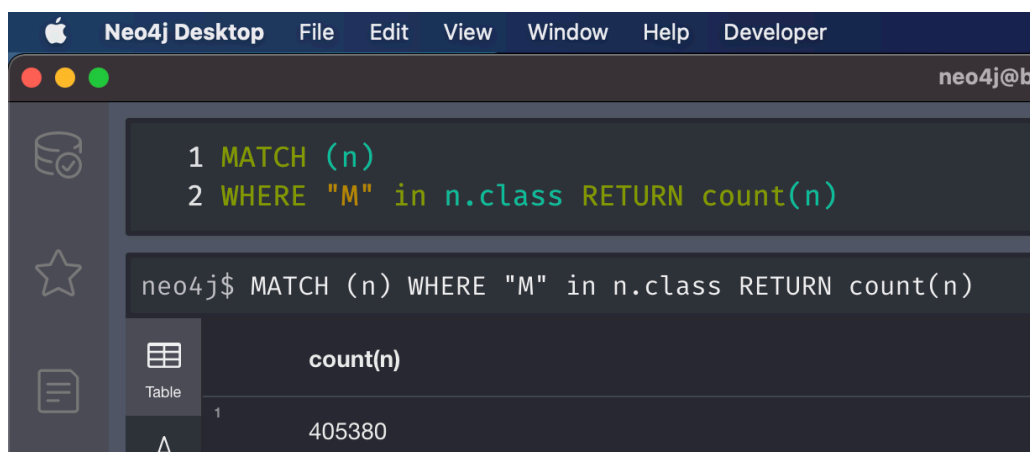 Neo4j Desktop File Edit View Window Help Developer
neo4j@b
1 MATCH (n)
2 WHERE "M" in n.class RETURN count(n)
neo4j$ MATCH (n) WHERE "M" in n.class RETURN count(n)
Table
count(n)
1
405380